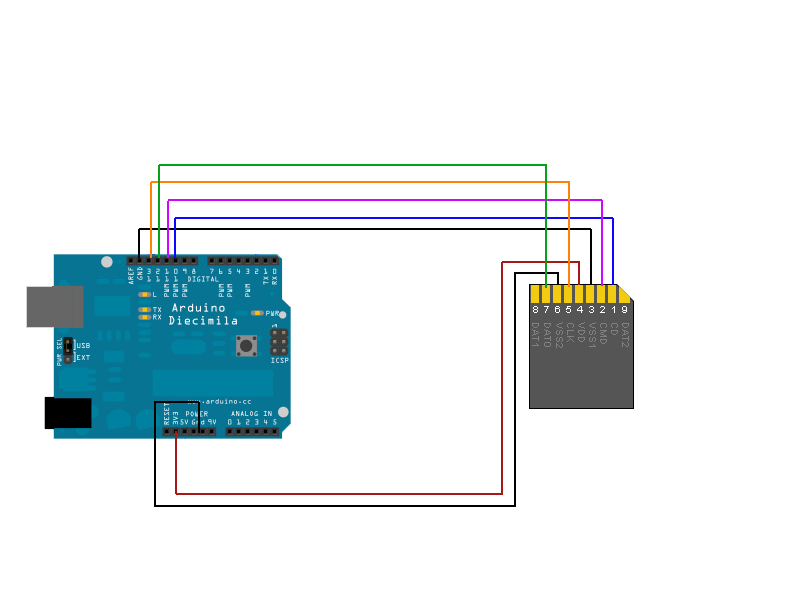 AREF
GND
13
12
11
10
9
8
7
6
5
4
3
2
1
0
DIGITAL
PWM
PWM
PWM
PWM
PWM
PWM
TX
RX
L
TX
RX
Arduino
Diecimila
PWR
1
ICSP
PWR SEL
USB
EXT
-arduino-cc
RESET
3V3
POWER
5V
Gnd
9V
ANALOG IN
0 1 2 3 4 5
8 7 6 5 4 3 2 1 9
DAT1
DAT0
VSS2
CLK
VDD
VSS1
CMD
CD
DAT2